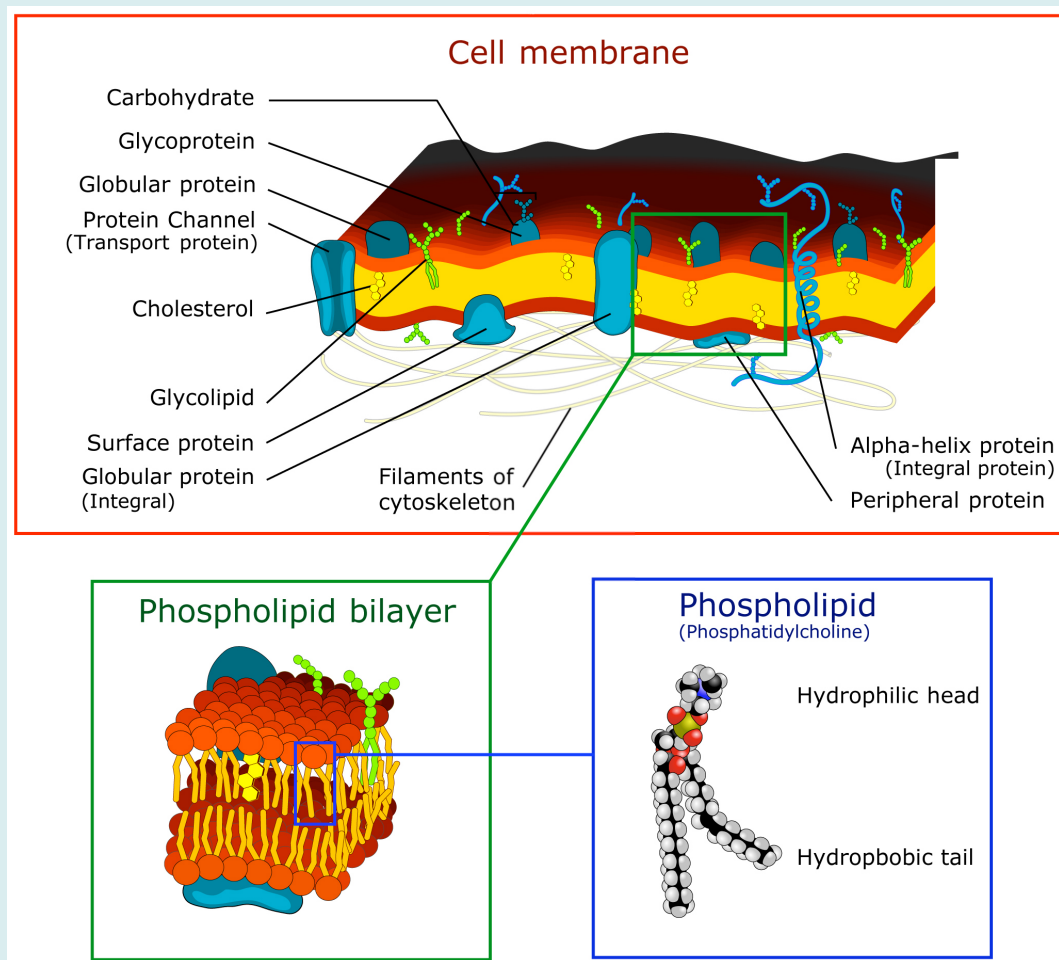 Cell membrane
Carbohydrate
Glycoprotein
Globular protein
Protein Channel
(Transport protein)
Cholesterol
Glycolipid
Surface protein
Globular protein
(Integral)
Filaments of
cytoskeleton
Alpha-helix protein
(Integral protein)
Peripheral protein
Phospholipid bilayer
Phospholipid
(Phosphatidylcholine)
Hydrophilic head
Hydropbobic tail